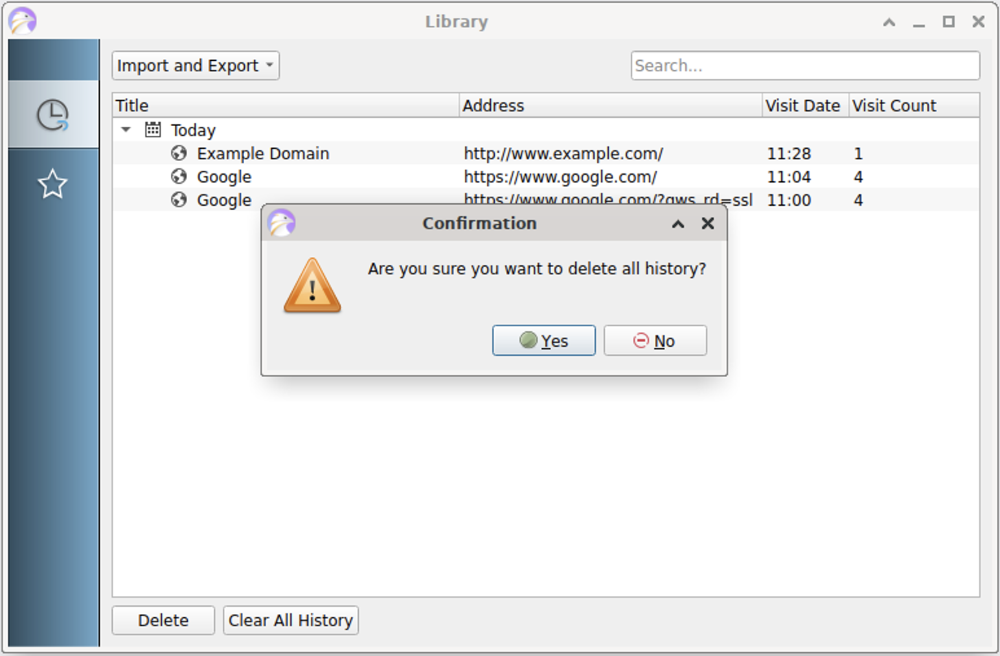 Library
Import and Export
Search...
Title Address Visit Date Visit Count
Today
Example Domain http://www.example.com/ 11:28 1
Google https://www.google.com/ 11:04 4
Google https://www.google.com/?gws_rd=ssl 11:00 4
Confirmation
Are you sure you want to delete all history?
Yes No
Delete Clear All History